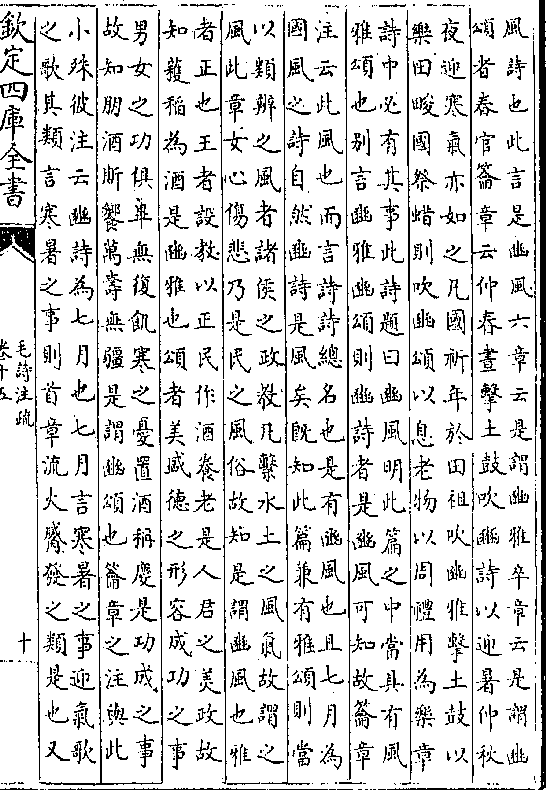 風詩也此言是豳風六章云是謂豳雅卒章云是謂豳
頌者春官籥章云仲春晝擊土鼓吹豳詩以迎暑仲秋
夜迎寒氣亦如之凡國祈年於田祖吹豳雅擊土鼓以
樂田畯國祭蜡則吹豳頌以息老物以周禮用為樂章
詩中必有其事此詩題曰豳風明此篇之中當具有風
雅頌也别言豳雅豳頌則豳詩者是豳風可知故籥章
注云此風也而言詩詩總名也是有豳風也且七月為
國風之詩自然豳詩是風矣既知此篇兼有雅頌則當
以類辨之風者諸侯之政教凡繫水土之風氣故謂之
風此章女心傷悲乃是民之風俗故知是謂豳風也雅
者正也王者設教以正民作酒養老是人君之美政故
知穫稻為酒是豳雅也頌者美盛德之形容成功之事
男女之功俱畢無復飢寒之憂置酒稱慶是功成之事
故知朋酒斯饗萬壽無疆是謂豳頌也籥章之注與此
小殊彼注云豳詩為七月也七月言寒暑之事迎氣歌
之歌其類言寒暑之事則首章流火觱發之類是也又
欽定四庫全書
毛詩注疏
卷十五
十